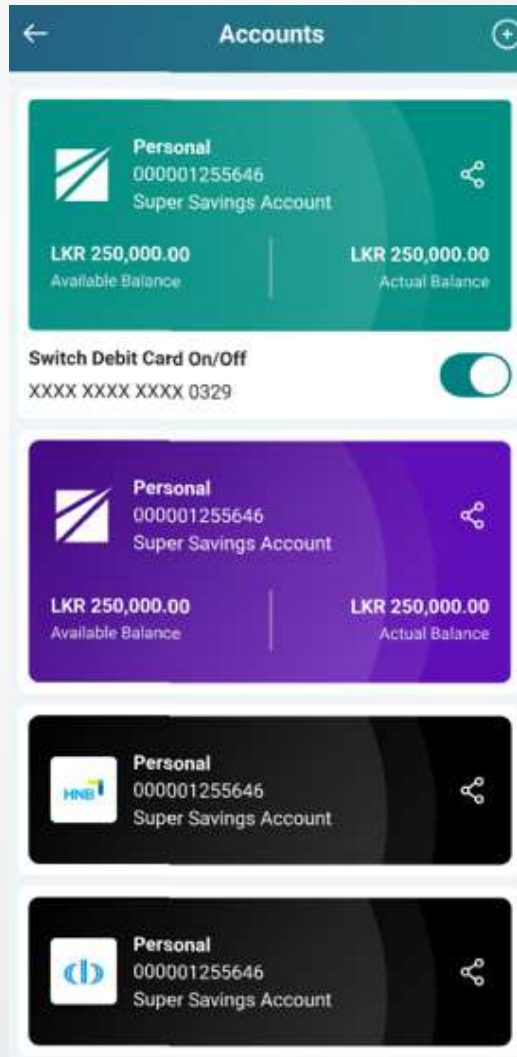 Accounts
Personal
000001255646
Super Savings Account
LKR 250,000.00
LKR 250,000.00
Available Balance
Actual Balance
Switch Debit Card On/Off
XXXX XXXX XXXX 0329
Personal
000001255646
Super Savings Account
LKR 250,000.00
LKR 250,000.00
Available Balance
Actual Balance
HNB
Personal
000001255646
Super Savings Account
Personal
000001255646
Super Savings Account